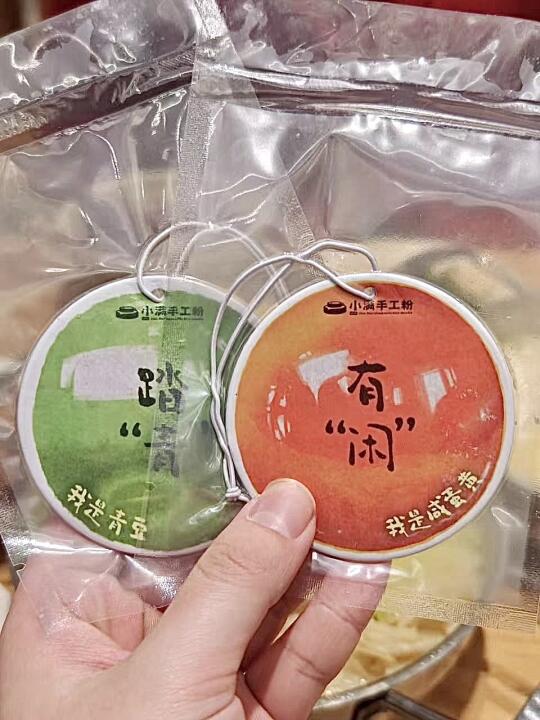 小满手工粉
踏
“青”
我是青豆
小满手工粉
有
“闲”
我是咸蛋黄